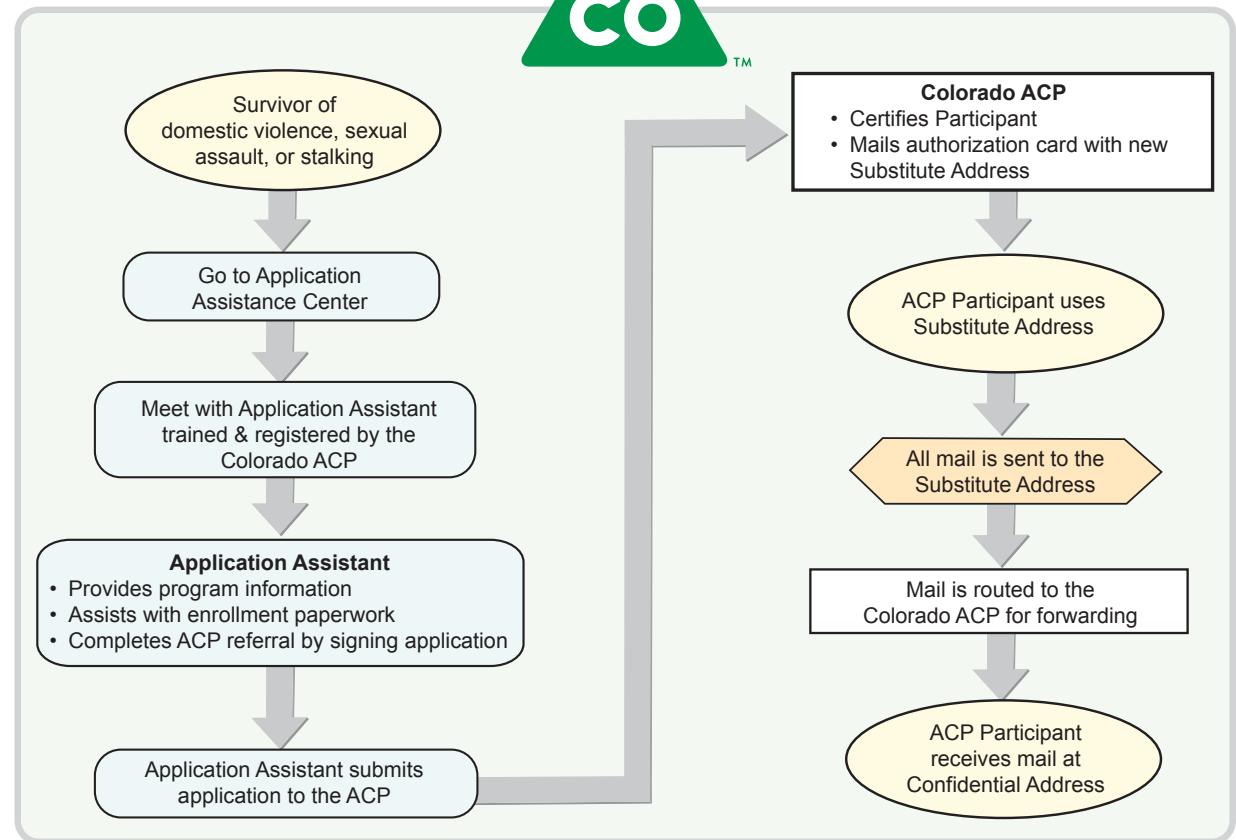 CO
TM
Survivor of
domestic violence, sexual
assault, or stalking
Go to Application
Assistance Center
Meet with Application Assistant
trained & registered by the
Colorado ACP
Application Assistant
• Provides program information
• Assists with enrollment paperwork
• Completes ACP referral by signing application
Application Assistant submits
application to the ACP
Colorado ACP
• Certifies Participant
• Mails authorization card with new
Substitute Address
ACP Participant uses
Substitute Address
All mail is sent to the
Substitute Address
Mail is routed to the
Colorado ACP for forwarding
ACP Participant
receives mail at
Confidential Address